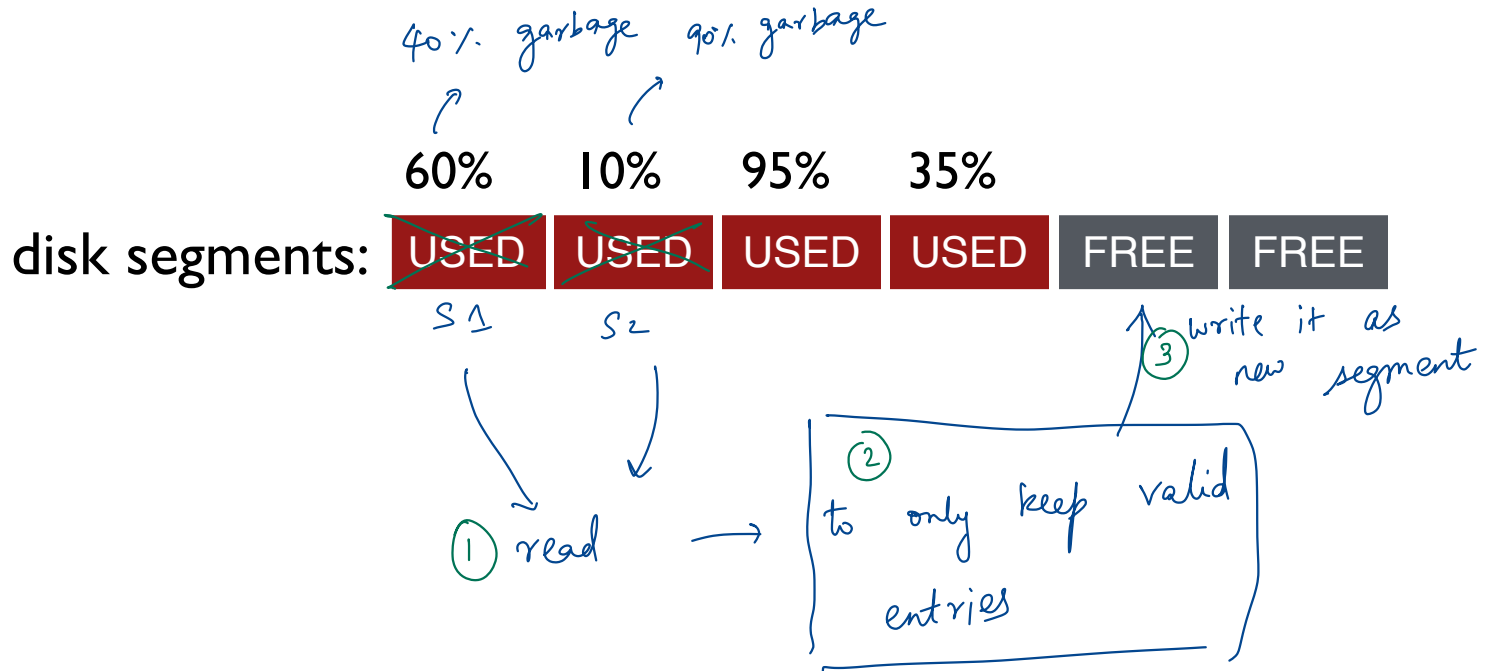 40% garbage 90% garbage
60% 10% 95% 35%
disk segments: USED USED USED USED FREE FREE
S1 S2
3 write it as
new segment
2
to only keep valid
1 read
entries